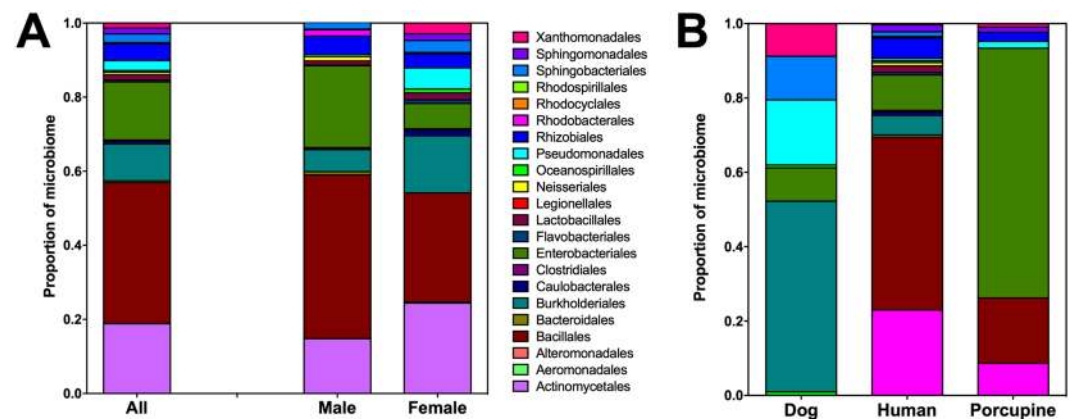 A
Proportion of microbiome
1.0
0.8
0.6
0.4
0.2
0.0
All
Male
Female
Xanthomonadales
Sphingomonadales
Sphingobacteriales
Rhodospirillales
Rhodocyclales
Rhodobacterales
Rhizobiales
Pseudomonadales
Oceanospirillales
Neisseriales
Legionellales
Lactobacillales
Flavobacteriales
Enterobacteriales
Clostridiales
Caulobacterales
Burkholderiales
Bacteroidales
Bacillales
Alteromonadales
Aeromonadales
Actinomycetales
B
Proportion of microbiome
1.0
0.8
0.6
0.4
0.2
0.0
Dog
Human
Porcupine